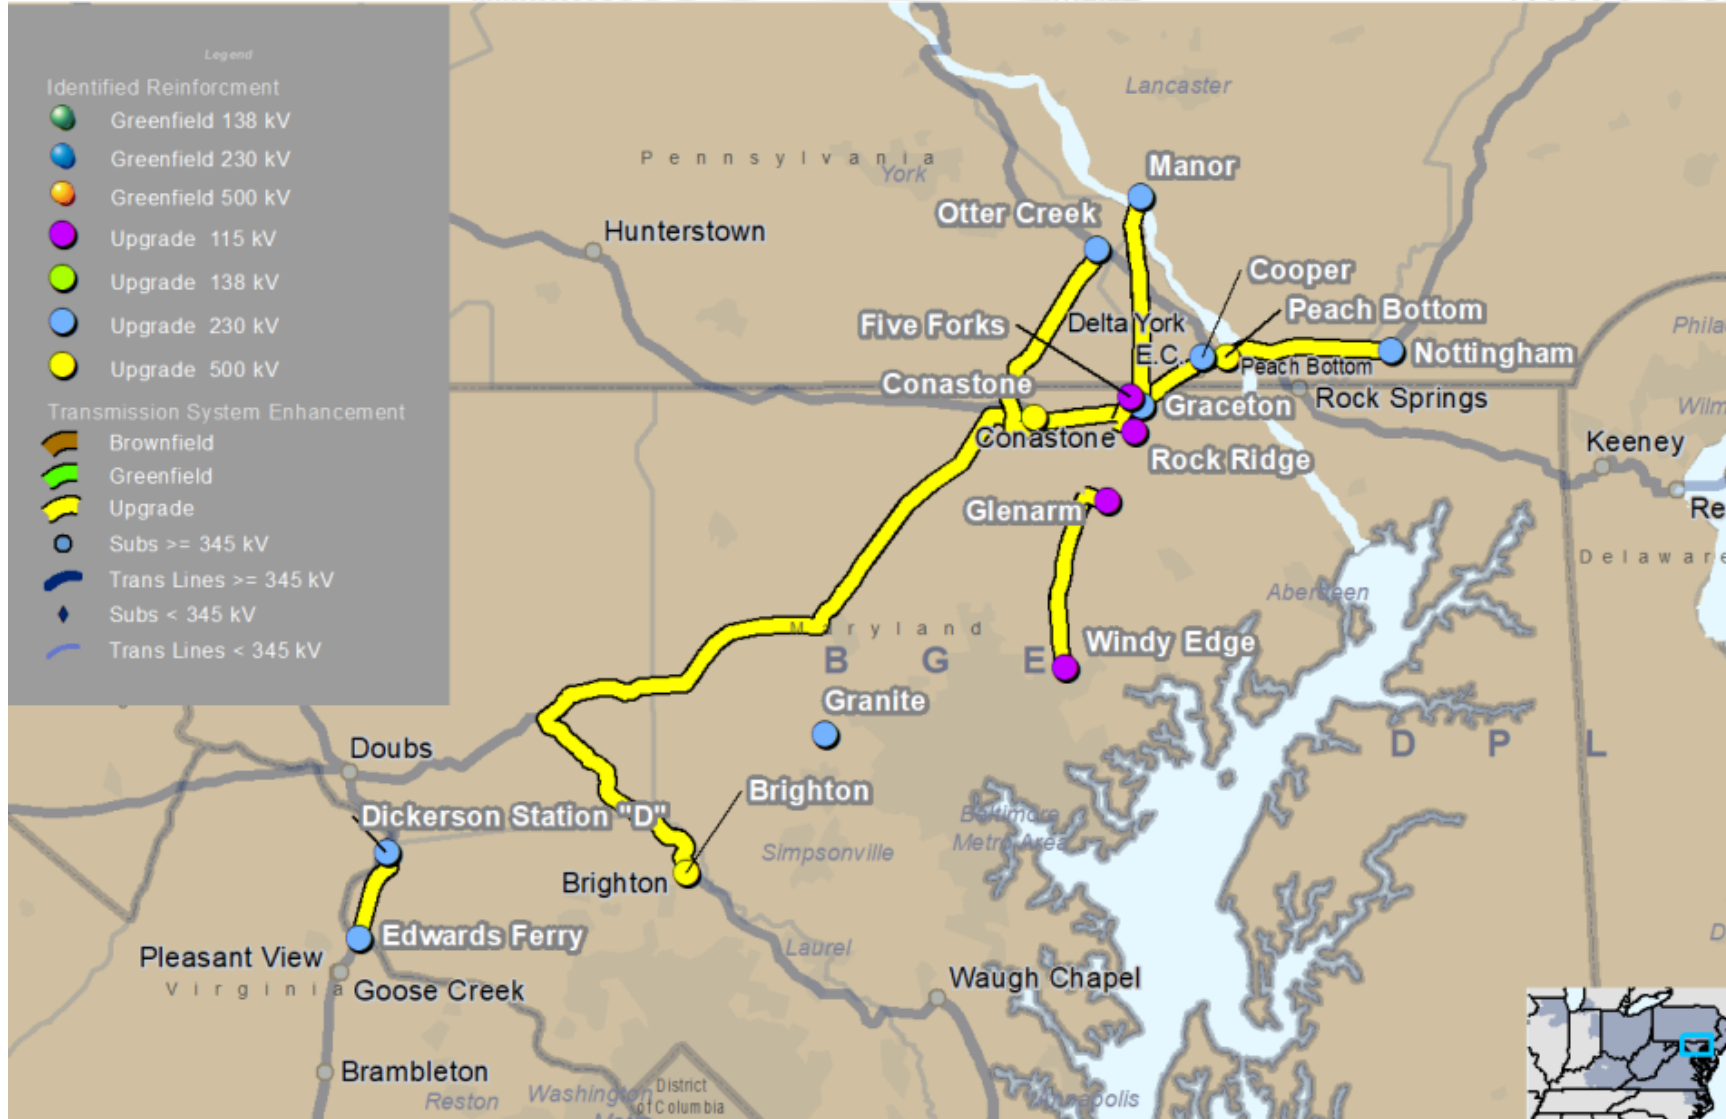 Legend
Identified Reinforcment
Greenfield 138 kV
Greenfield 230 kV
Greenfield 500 kV
Upgrade 115 kV
Upgrade 138 kV
Upgrade 230 kV
Upgrade 500 kV
Transmission System Enhancement
Brownfield
Greenfield
Upgrade
Subs >= 345 kV
Trans Lines >= 345 kV
Subs < 345 kV
Trans Lines < 345 kV
Lancaster
Pennsylvania
York
Manor
Otter Creek
Hunterstown
Cooper
Peach Bottom
Five Forks
Delta York
E.C.
Nottingham
Peach Bottom
Conastone
Graceton
Rock Springs
Conastone
Rock Ridge
Keeney
Glenarm
Re
Delaware
Aberdeen
Maryland
BGE
Windy Edge
Granite
DPL
Doubs
Brighton
Dickerson Station "D"
Baltimore
Metro Area
Simpsonville
Brighton
Edwards Ferry
Laurel
Pleasant View
Waugh Chapel
Virginia
Goose Creek
Brambleton
Reston
Washington
District
of Columbia
Annapolis